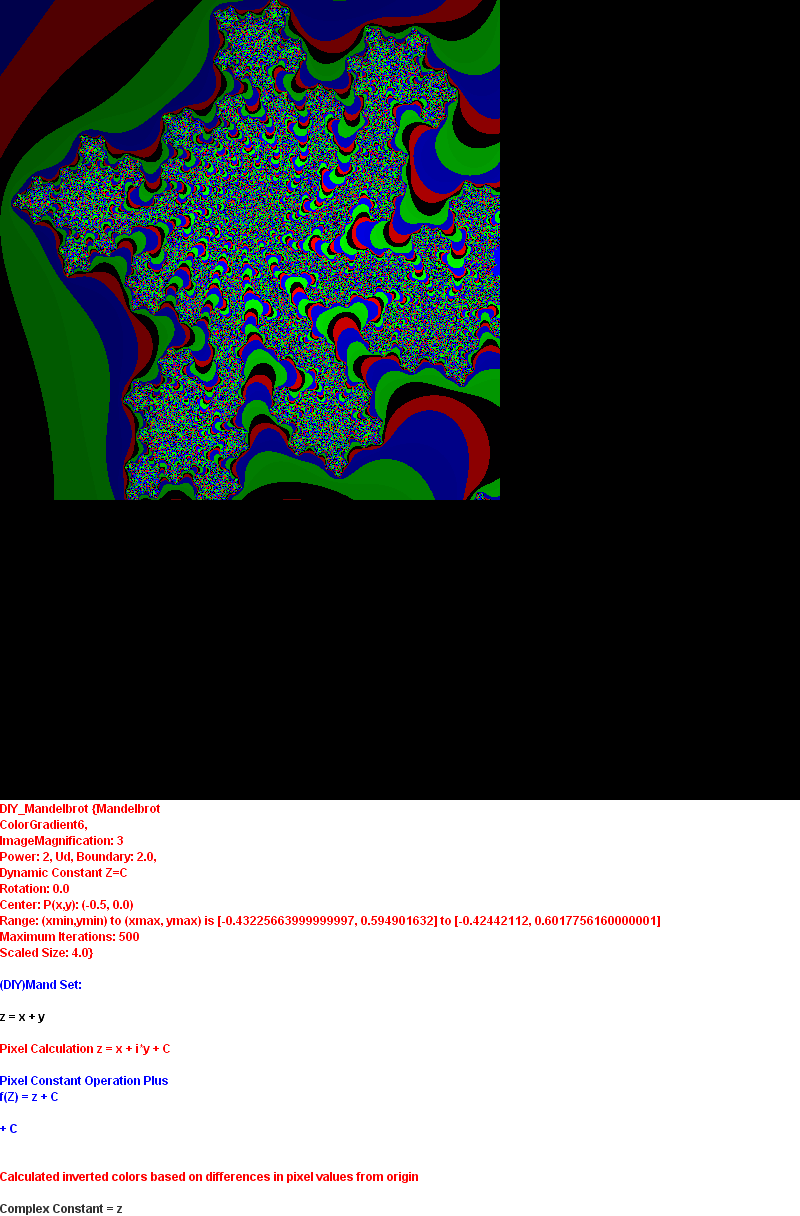 DIY_Mandelbrot {Mandelbrot
ColorGradient6,
ImageMagnification: 3
Power: 2, Ud, Boundary: 2.0,
Dynamic Constant Z=C
Rotation: 0.0
Center: P(x,y): (-0.5, 0.0)
Range: (xmin,ymin) to (xmax, ymax) is [-0.43225663999999997, 0.594901632] to [-0.42442112, 0.6017756160000001]
Maximum Iterations: 500
Scaled Size: 4.0}
(DIY)Mand Set:
z = x + y
Pixel Calculation z = x + i*y + C
Pixel Constant Operation Plus
f(Z) = z + C
+ C
Calculated inverted colors based on differences in pixel values from origin
Complex Constant = z